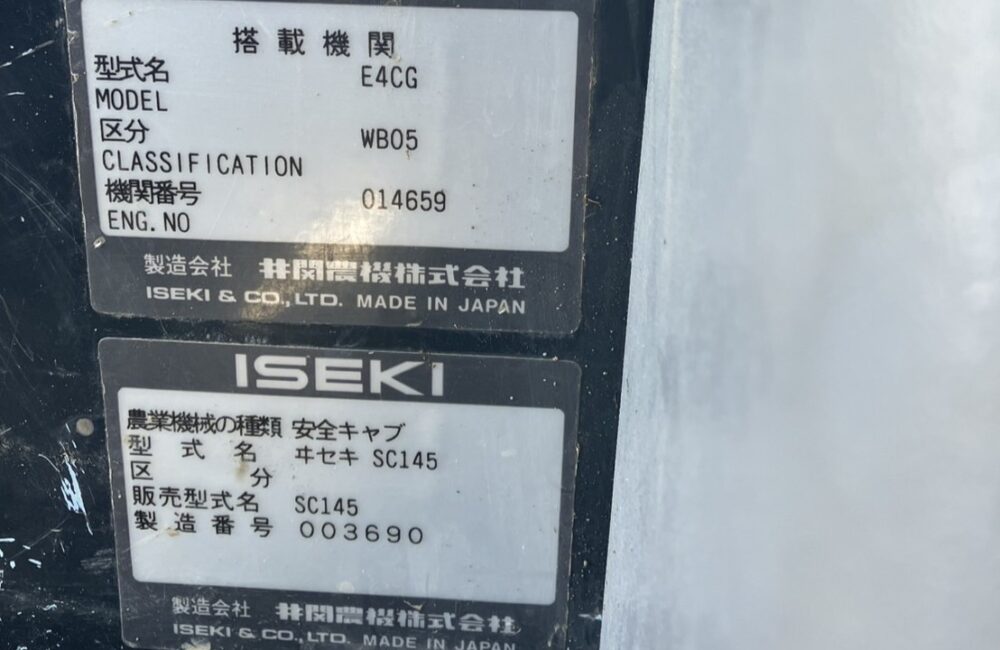 搭載機関
型式名 E4CG
MODEL
区分 WB05
CLASSIFICATION
機関番号 014659
ENG. NO
製造会社 井関農機株式会社
ISEKI & CO., LTD. MADE IN JAPAN
ISEKI
農業機械の種類 安全キャブ
型式名 ヰセキ SC145
区分
販売型式名 SC145
製造番号 003690
製造会社 井関農機株式会社
ISEKI & CO., LTD. MADE IN JAPAN